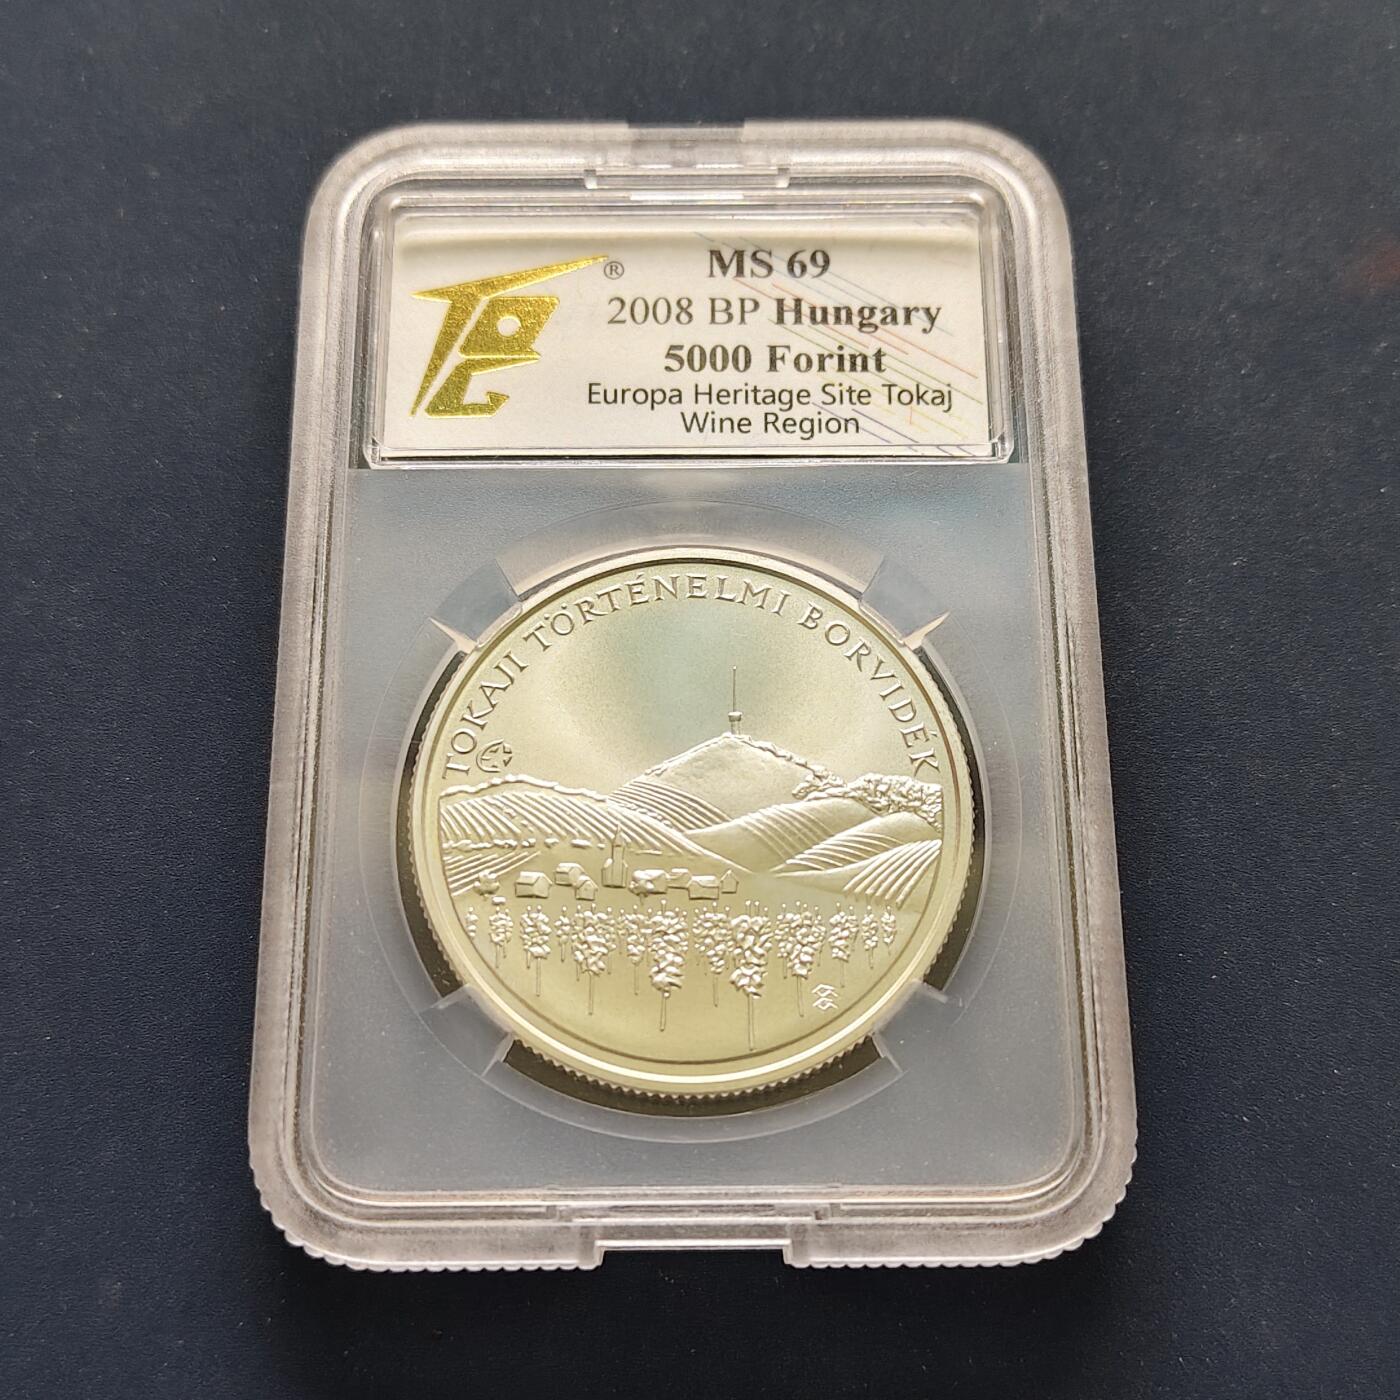 ®
MS 69
2008 BP Hungary
5000 Forint
Europa Heritage Site Tokaj
Wine Region
TOKAJI TÖRTÉNELMI BORVIDÉK